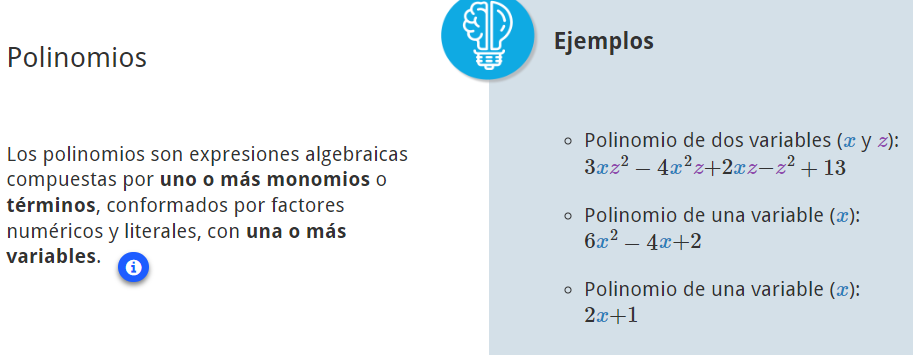 Polinomios
Los polinomios son expresiones algebraicas
compuestas por uno o más monomios o
términos, conformados por factores
numéricos y literales, con una o más
variables.
Ejemplos
Polinomio de dos variables (x y z):
3xz² − 4x²z+2xz−z² + 13
Polinomio de una variable (x):
6x² − 4x+2
Polinomio de una variable (x):
2x+1